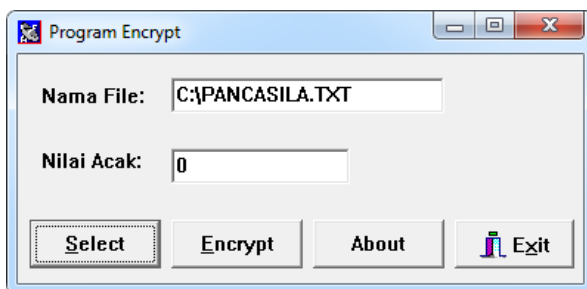 Program Encrypt
Nama File: C:\PANCASILA.TXT
Nilai Acak: 0
Select Encrypt About Exit